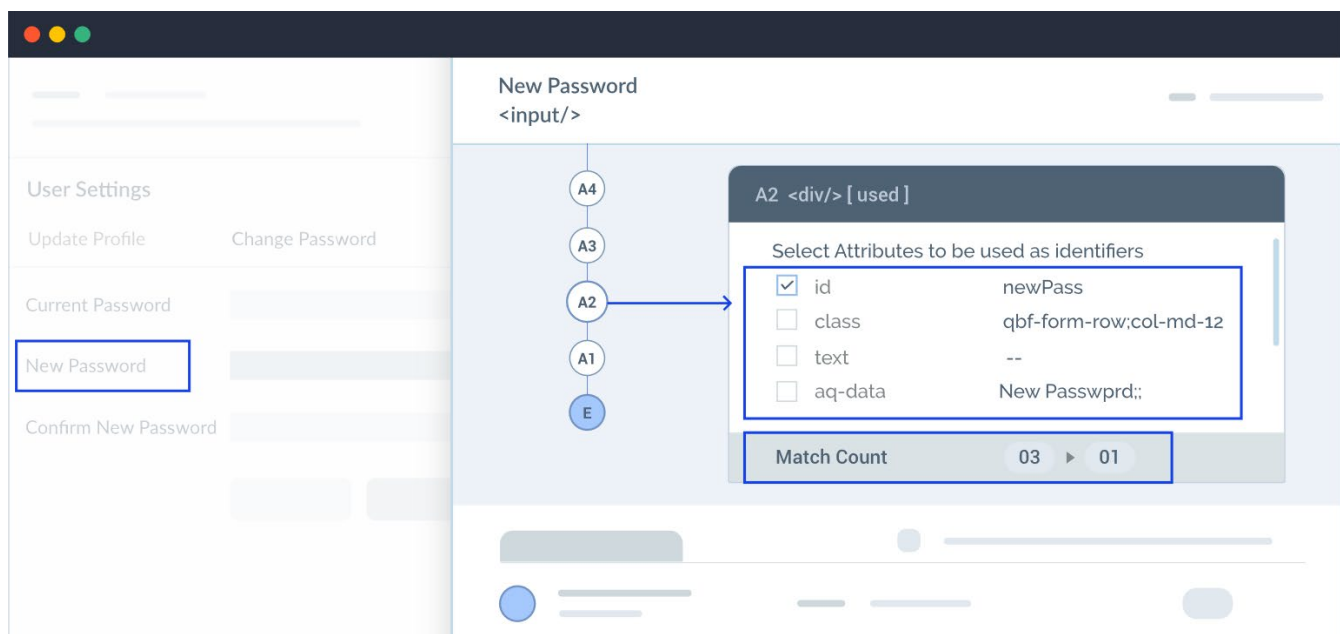 New Password
<input/>
User Settings
Update Profile Change Password
Current Password
New Password
Confirm New Password
A4
A3
A2
A1
E
A2 <div/> [ used ]
Select Attributes to be used as identifiers
id newPass
class qbf-form-row;col-md-12
text --
aq-data New Passwprd;;
Match Count 03 ▸ 01